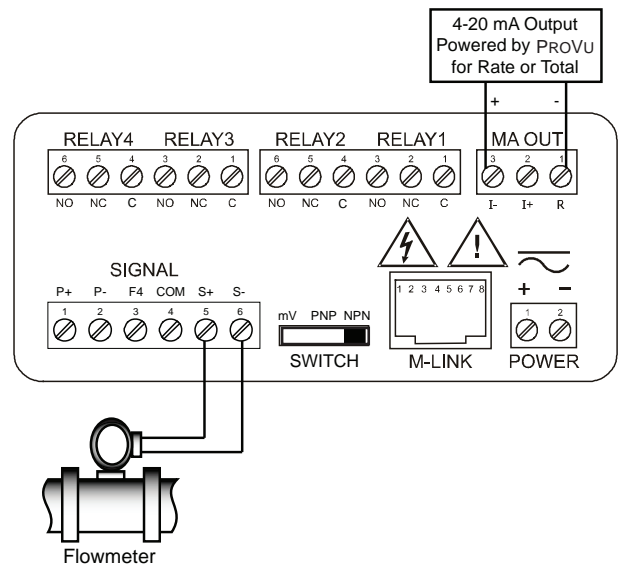 4-20 mA Output
Powered by PROVU
for Rate or Total
+ -
RELAY4 RELAY3 RELAY2 RELAY1 MA OUT
6 5 4 3 2 1 6 5 4 3 2 1 3 2 1
NO NC C NO NC C NO NC C NO NC C I- I+ R
SIGNAL
P+ P- F4 COM S+ S-
1 2 3 4 5 6
mV PNP NPN
SWITCH
1 2 3 4 5 6 7 8
M-LINK
!
+ -
1 2
POWER
Flowmeter